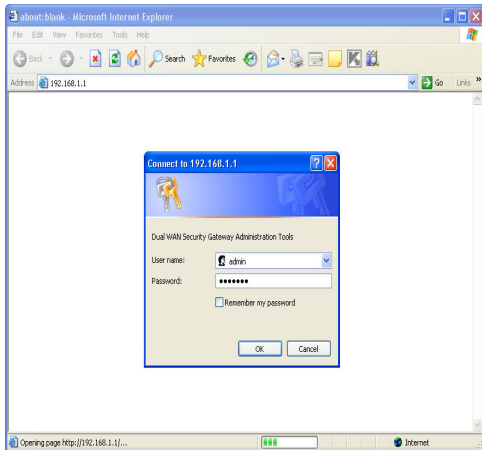 about:blank - Microsoft Internet Explorer
File Edit View Favorites Tools Help
Back Search Favorites
Address 192.168.1.1 Go Links »
Connect to 192.168.1.1
Dual WAN Security Gateway Administration Tools
User name: admin
Password: •••••••
Remember my password
OK Cancel
Opening page http://192.168.1.1/... Internet